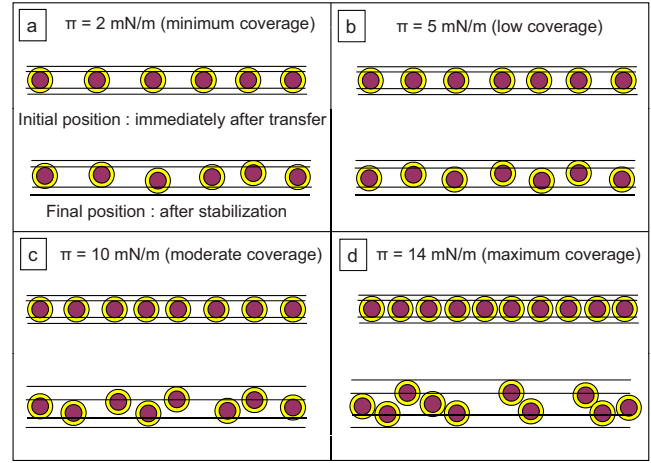 a
π = 2 mN/m (minimum coverage)
Initial position : immediately after transfer
Final position : after stabilization
b
π = 5 mN/m (low coverage)
c
π = 10 mN/m (moderate coverage)
d
π = 14 mN/m (maximum coverage)